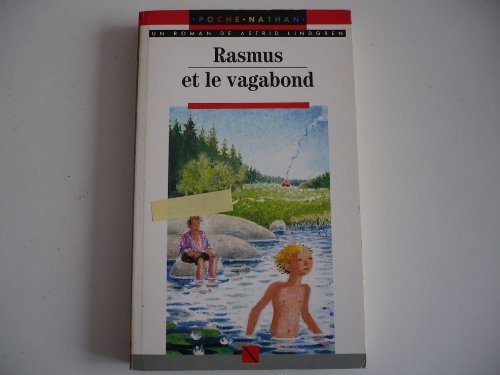 ·POCHE·NATHAN·
UN ROMAN DE ASTRID LINDGREN
Rasmus
et le vagabond
N